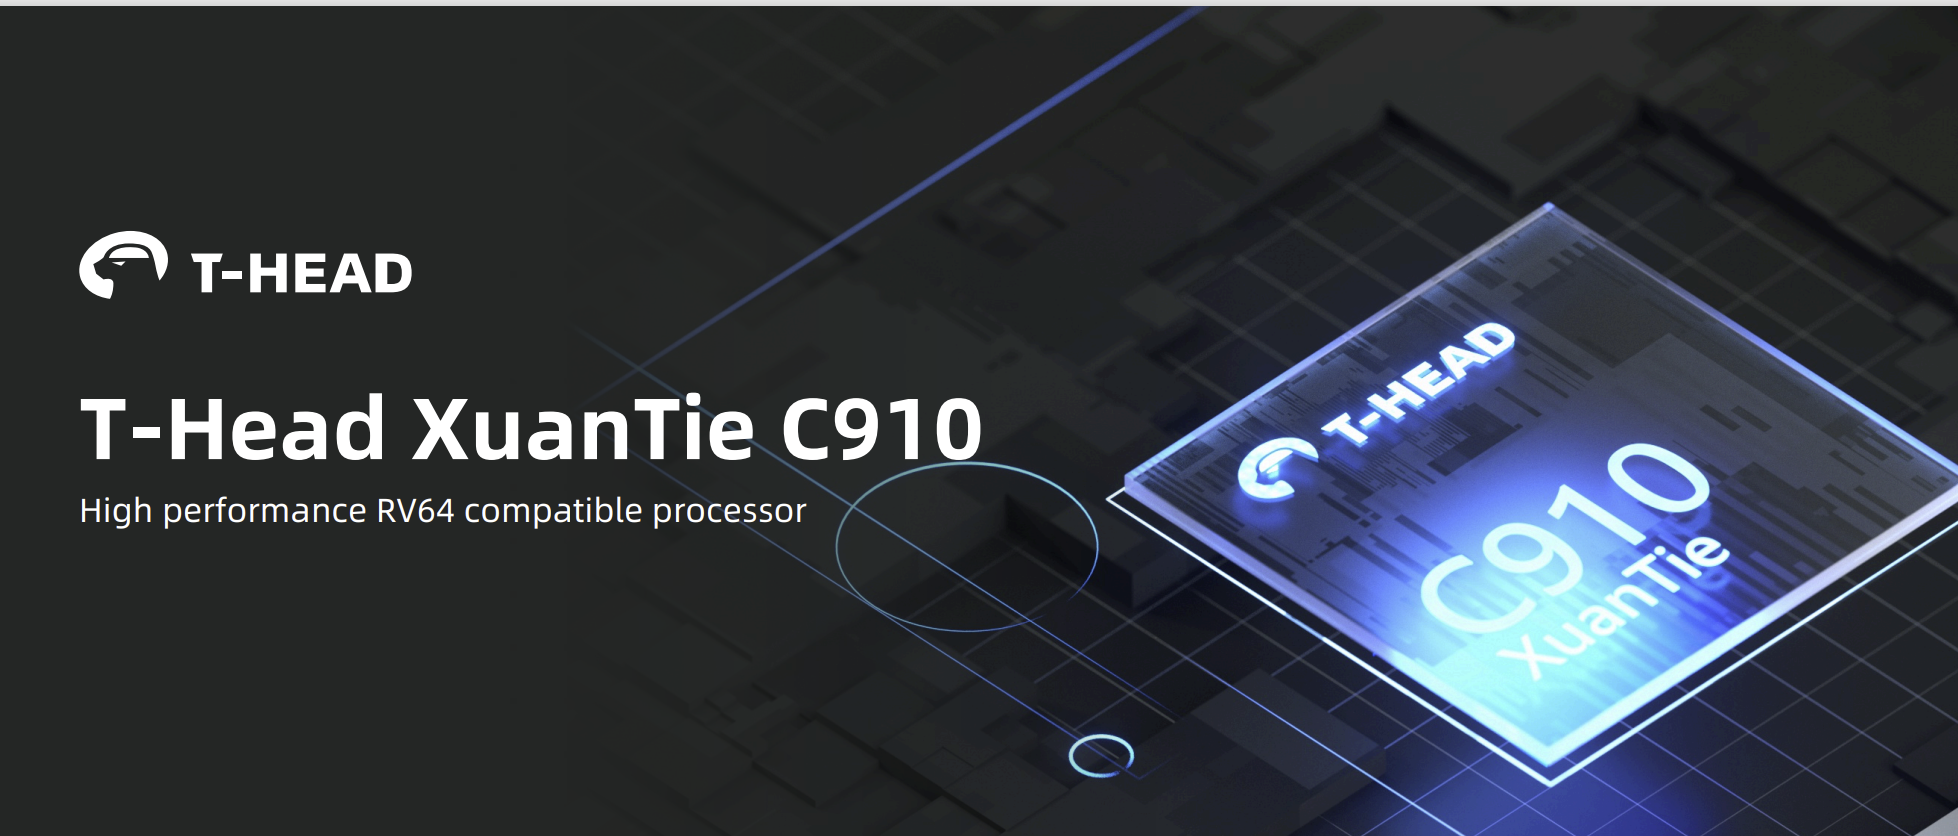 T-HEAD
T-Head XuanTie C910
High performance RV64 compatible processor
T-HEAD
C910
XuanTie